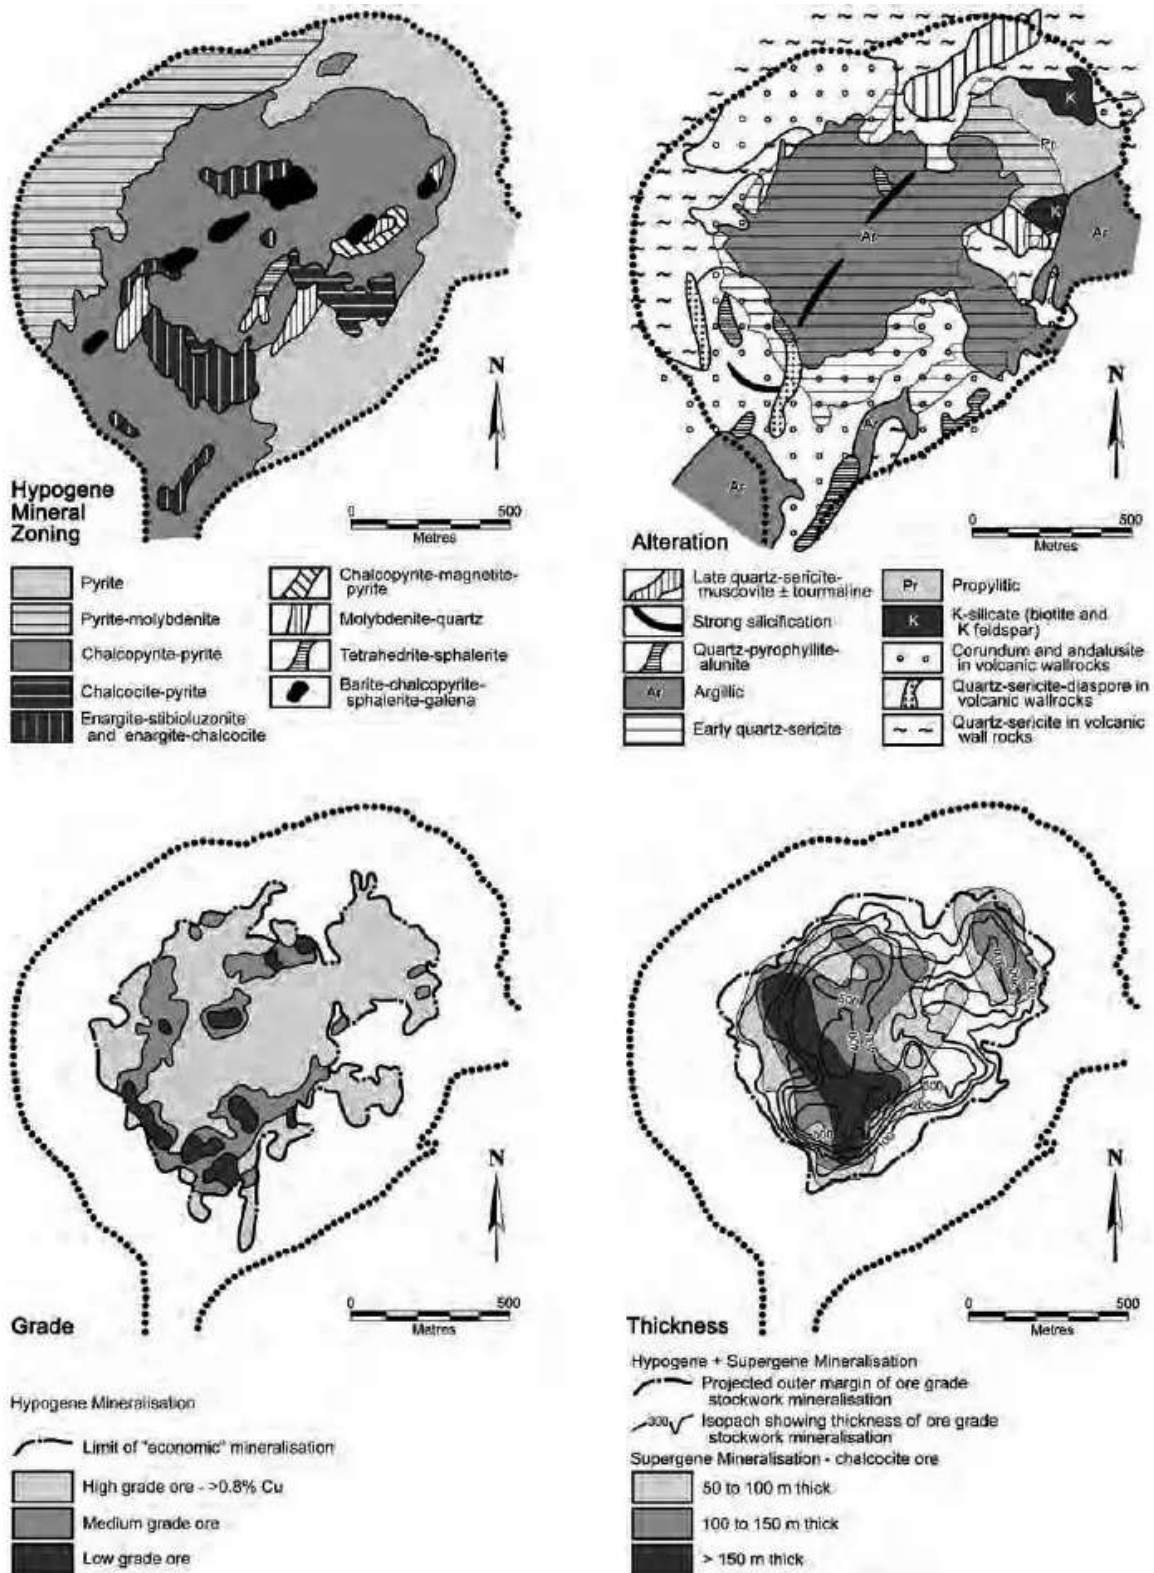 N
Hypogene
Mineral
Zoning
0 500
Metres
Pyrite
Pyrite-molybdenite
Chalcopyrite-pyrite
Chalcocite-pyrite
Enargite-stibioluzonite
and enargite-chalcocite
Chalcopyrite-magnetite-
pyrite
Molybdenite-quartz
Tetrahedrite-sphalerite
Barite-chalcopyrite-
sphalerite-galena
K
Pr
K
Ar
Ar
Ar
Ar
N
Alteration
0 500
Metres
Late quartz-sericite-
muscovite ± tourmaline
Strong silicification
Quartz-pyrophyllite-
alunite
Ar Argillic
Early quartz-sericite
Pr Propylitic
K K-silicate (biotite and
K feldspar)
Corundum and andalusite
in volcanic wallrocks
Quartz-sericite-diaspore in
volcanic wallrocks
Quartz-sericite in volcanic
wall rocks
N
Grade
0 500
Metres
Hypogene Mineralisation
Limit of "economic" mineralisation
High grade ore - >0.8% Cu
Medium grade ore
Low grade ore
500
300
N
Thickness
0 500
Metres
Hypogene + Supergene Mineralisation
Projected outer margin of ore grade
stockwork mineralisation
300 Isopach showing thickness of ore grade
stockwork mineralisation
Supergene Mineralisation - chalcocite ore
50 to 100 m thick
100 to 150 m thick
> 150 m thick